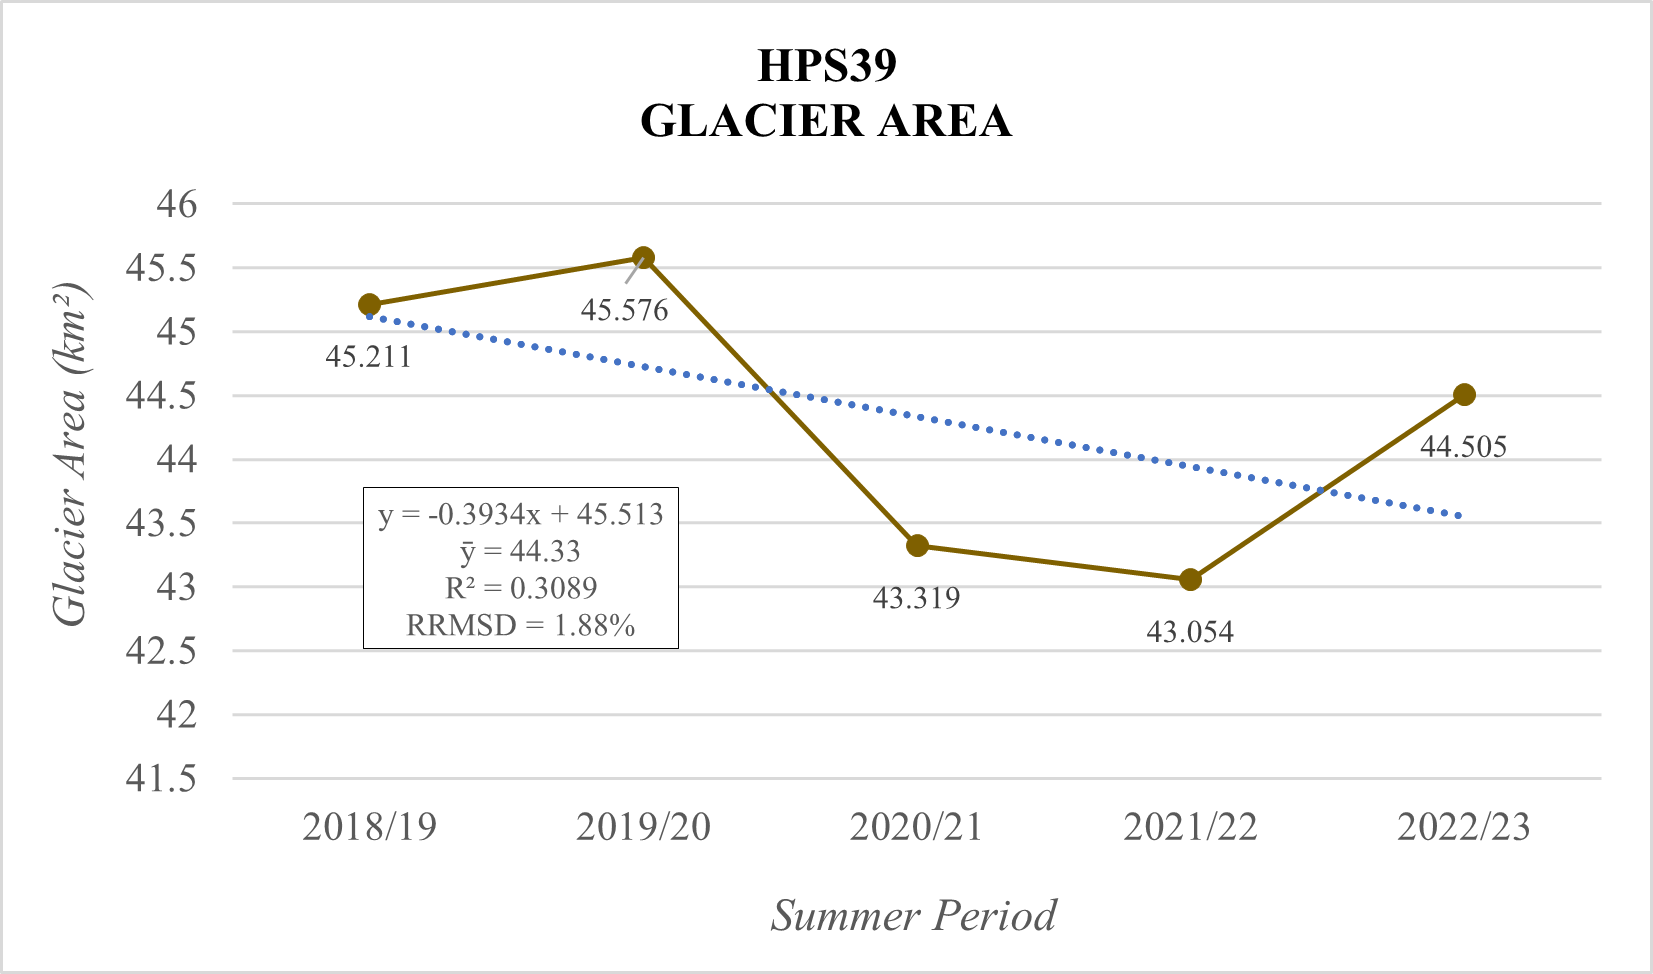 HPS39
GLACIER AREA
46
45.5
45
44.5
44
43.5
43
42.5
42
41.5
Glacier Area (km²)
45.211
45.576
43.319
43.054
44.505
y = -0.3934x + 45.513
ȳ = 44.33
R² = 0.3089
RRMSD = 1.88%
2018/19 2019/20 2020/21 2021/22 2022/23
Summer Period